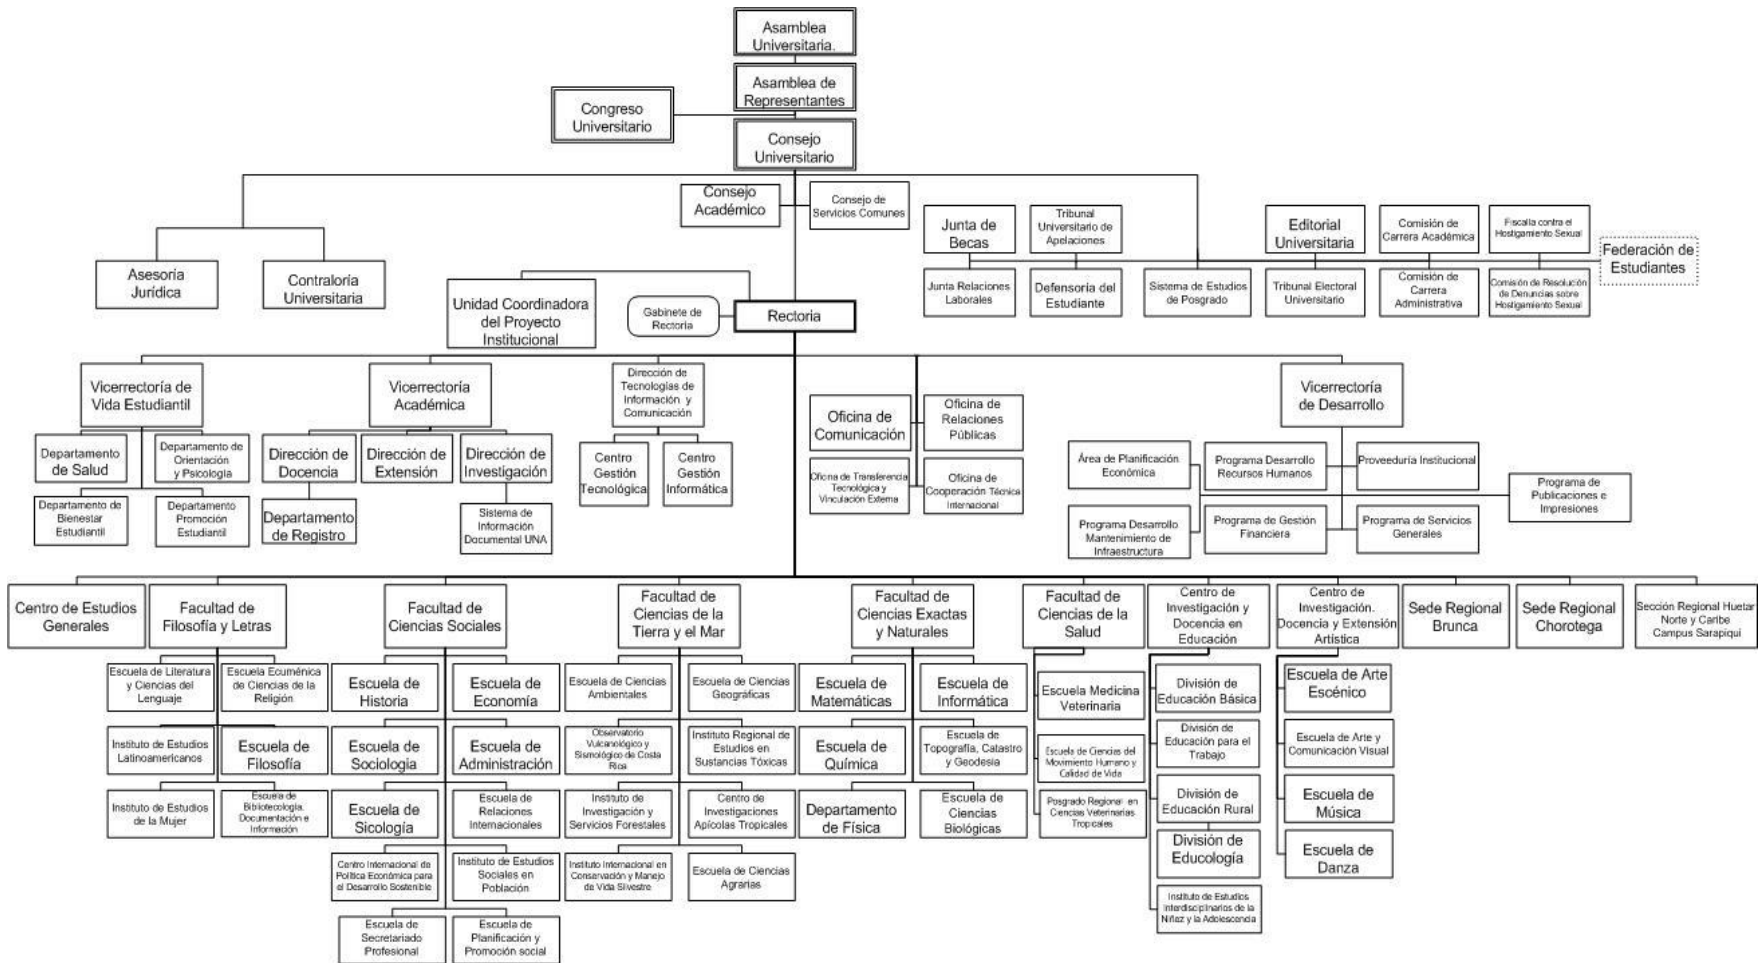 Asamblea
Universitaria.
Asamblea de
Representantes
Congreso
Universitario
Consejo
Universitario
Consejo
Académico
Consejo de
Servicios Comunes
Asesoría
Jurídica
Contraloría
Universitaria
Junta de
Becas
Tribunal
Universitario de
Apelaciones
Editorial
Universitaria
Comisión de
Carrera Académica
Fiscalía contra el
Hostigamiento Sexual
Federación de
Estudiantes
Junta Relaciones
Laborales
Defensoría del
Estudiante
Sistema de Estudios
de Posgrado
Tribunal Electoral
Universitario
Comisión de
Carrera
Administrativa
Comisión de Resolución
de Denuncias sobre
Hostigamiento Sexual
Unidad Coordinadora
del Proyecto
Institucional
Gabinete de
Rectoría
Rectoria
Vicerrectoría de
Vida Estudiantil
Vicerrectoría
Académica
Dirección de
Tecnologías de
Información y
Comunicación
Oficina de
Comunicación
Oficina de
Relaciones
Públicas
Vicerrectoría
de Desarrollo
Departamento
de Salud
Departamento de
Orientación
y Psicología
Dirección de
Docencia
Dirección de
Extensión
Dirección de
Investigación
Centro
Gestión
Tecnológica
Centro
Gestión
Informática
Oficina de Transferencia
Tecnológica y
Vinculación Externa
Oficina de
Cooperación Técnica
Internacional
Área de Planificación
Económica
Programa Desarrollo
Recursos Humanos
Proveeduría Institucional
Programa de
Publicaciones e
Impresiones
Departamento de
Bienestar
Estudiantil
Departamento
Promoción
Estudiantil
Departamento
de Registro
Sistema de
Información
Documental UNA
Programa Desarrollo
Mantenimiento de
Infraestructura
Programa de Gestión
Financiera
Programa de Servicios
Generales
Centro de Estudios
Generales
Facultad de
Filosofía y Letras
Facultad de
Ciencias Sociales
Facultad de
Ciencias de la
Tierra y el Mar
Facultad de
Ciencias Exactas
y Naturales
Facultad de
Ciencias de la
Salud
Centro de
Investigación y
Docencia en
Educación
Centro de
Investigación.
Docencia y Extensión
Artística
Sede Regional
Brunca
Sede Regional
Chorotega
Sección Regional Huetar
Norte y Caribe
Campus Sarapiqui
Escuela de Literatura
y Ciencias del
Lenguaje
Escuela Ecuménica
de Ciencias de la
Religión
Escuela de
Historia
Escuela de
Economía
Escuela de Ciencias
Ambientales
Escuela de Ciencias
Geográficas
Escuela de
Matemáticas
Escuela de
Informática
Escuela Medicina
Veterinaria
División de
Educación Básica
Escuela de Arte
Escénico
Instituto de Estudios
Latinoamericanos
Escuela de
Filosofía
Escuela de
Sociología
Escuela de
Administración
Observatorio
Vulcanológico y
Sismológico de Costa
Rica
Instituto Regional de
Estudios en
Sustancias Tóxicas
Escuela de
Química
Escuela de
Topografía, Catastro
y Geodesia
Escuela de Ciencias del
Movimiento Humano y
Calidad de Vida
División de
Educación para el
Trabajo
Escuela de Arte y
Comunicación Visual
Instituto de Estudios
de la Mujer
Escuela de
Bibliotecología.
Documentación e
Información
Escuela de
Sicología
Escuela de
Relaciones
Internacionales
Instituto de
Investigación y
Servicios Forestales
Centro de
Investigaciones
Apícolas Tropicales
Departamento
de Física
Escuela de
Ciencias
Biológicas
Posgrado Regional en
Ciencias Veterinarias
Tropicales
División de
Educación Rural
Escuela de
Música
Centro Internacional de
Política Económica para
el Desarrollo Sostenible
Instituto de Estudios
Sociales en
Población
Instituto Internacional en
Conservación y Manejo
de Vida Silvestre
Escuela de Ciencias
Agrarias
División de
Educología
Escuela de
Danza
Instituto de Estudios
Interdisciplinarios de la
Niñez y la Adolescencia
Escuela de
Secretariado
Profesional
Escuela de
Planificación y
Promoción social